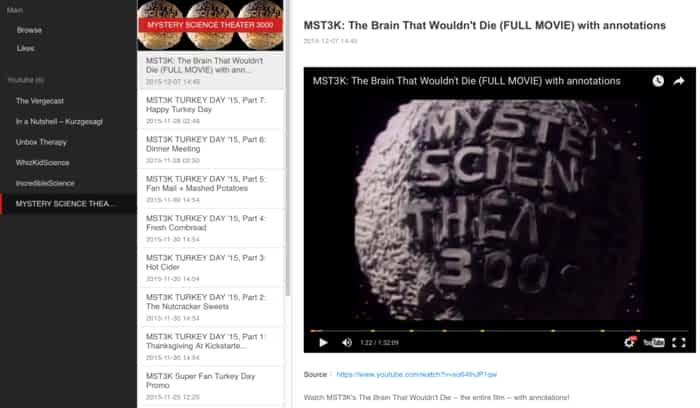 Main
Browse
Likes
Youtube (6)
The Vergecast
In a Nutshell – Kurzgesagt
Unbox Therapy
WhizKidScience
IncredibleScience
MYSTERY SCIENCE THEA...
MYSTERY SCIENCE THEATER 3000
MST3K: The Brain That Wouldn't
Die (FULL MOVIE) with ann...
2015-12-07 14:45
MST3K TURKEY DAY '15, Part 7:
Happy Turkey Day
2015-11-28 02:48
MST3K TURKEY DAY '15, Part 6:
Dinner Meeting
2015-11-28 02:50
MST3K TURKEY DAY '15, Part 5:
Fan Mail + Mashed Potatoes
2015-11-30 14:54
MST3K TURKEY DAY '15, Part 4:
Fresh Cornbread
2015-11-30 14:54
MST3K TURKEY DAY '15, Part 3:
Hot Cider
2015-11-30 14:54
MST3K TURKEY DAY '15, Part 2:
The Nutcracker Sweets
2015-11-30 14:54
MST3K TURKEY DAY '15, Part 1:
Thanksgiving At Kickstarte...
2015-11-30 14:54
MST3K Super Fan Turkey Day
Promo
2015-11-25 12:25
MST3K: The Brain That Wouldn't Die (FULL MOVIE) with annotations
2015-12-07 14:45
MST3K: The Brain That Wouldn't Die (FULL MOVIE) with annotations
MYSTE
SCIEN
THEAT
300
1:22 / 1:32:09
YouTube
Source :
Watch MST3K's The Brain That Wouldn't Die – the entire film – with annotations!